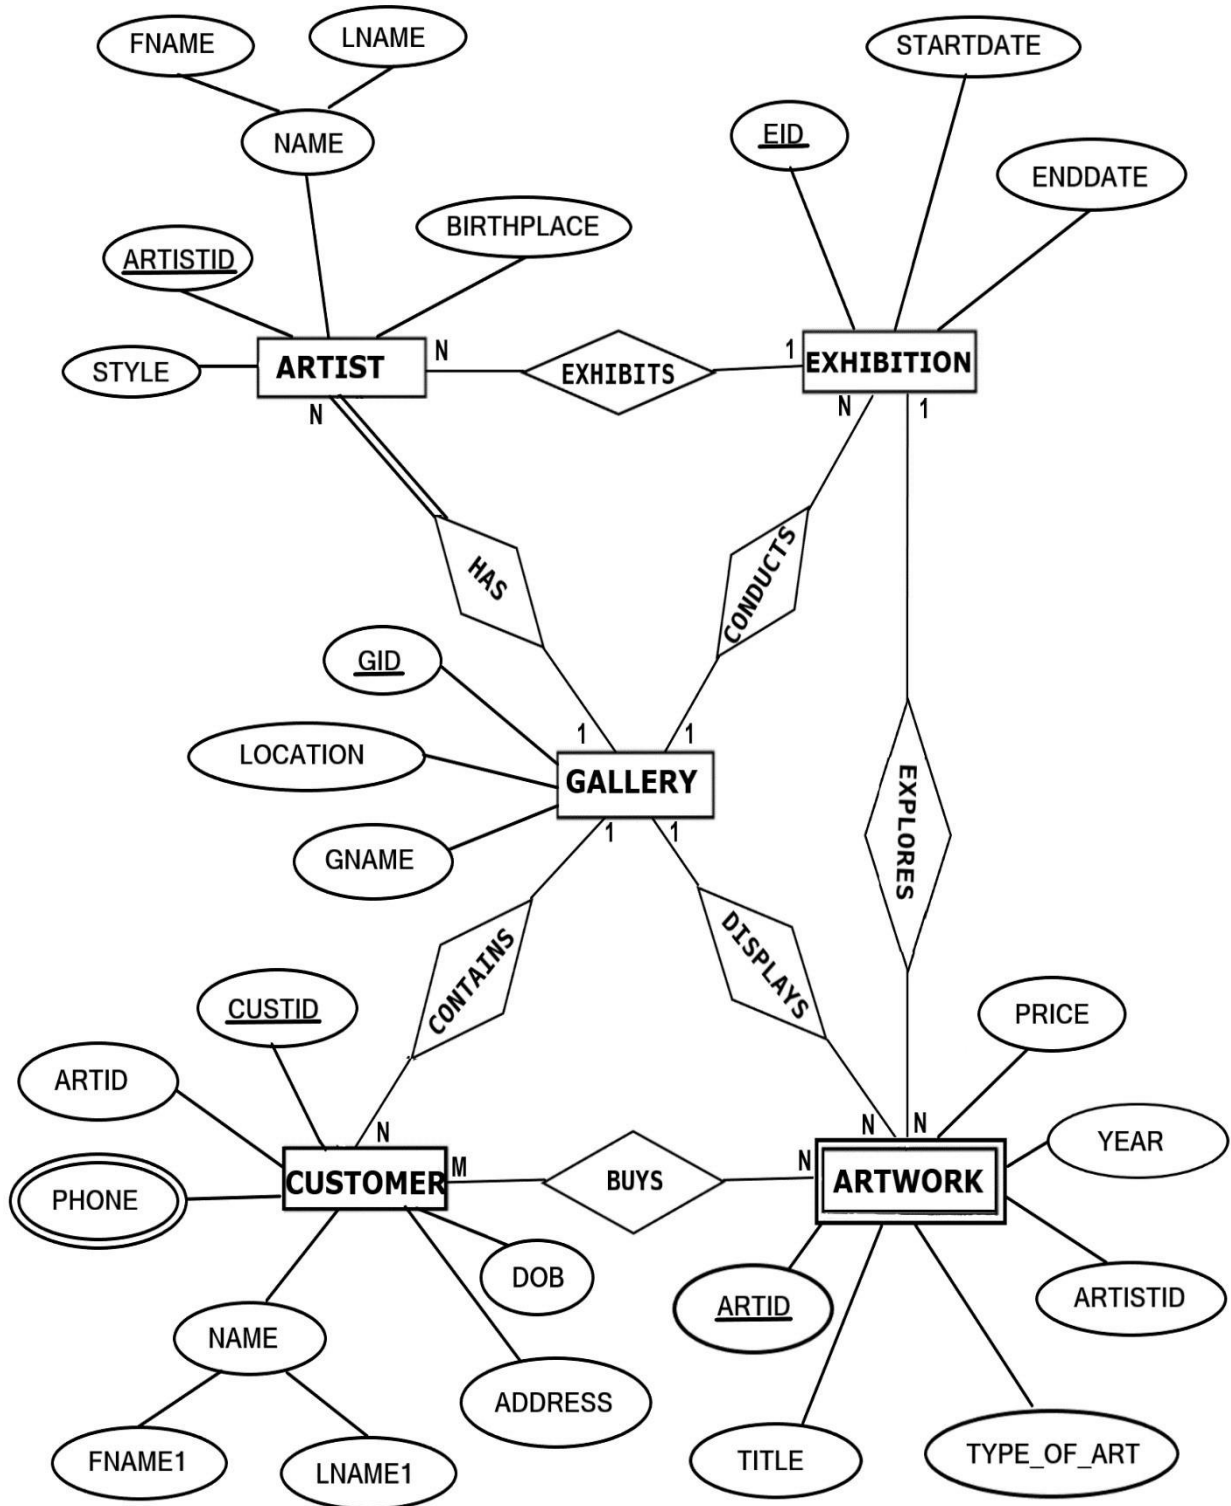 FNAME
LNAME
STARTDATE
NAME
EID
ENDDATE
BIRTHPLACE
ARTISTID
STYLE
ARTIST
N
EXHIBITS
1
EXHIBITION
N
N
1
HAS
CONDUCTS
GID
LOCATION
GNAME
1
1
GALLERY
1
1
EXPLORES
CONTAINS
DISPLAYS
CUSTID
ARTID
PHONE
PRICE
YEAR
N
N
N
CUSTOMER
M
BUYS
N
ARTWORK
DOB
ARTID
ARTISTID
NAME
ADDRESS
FNAME1
LNAME1
TITLE
TYPE_OF_ART